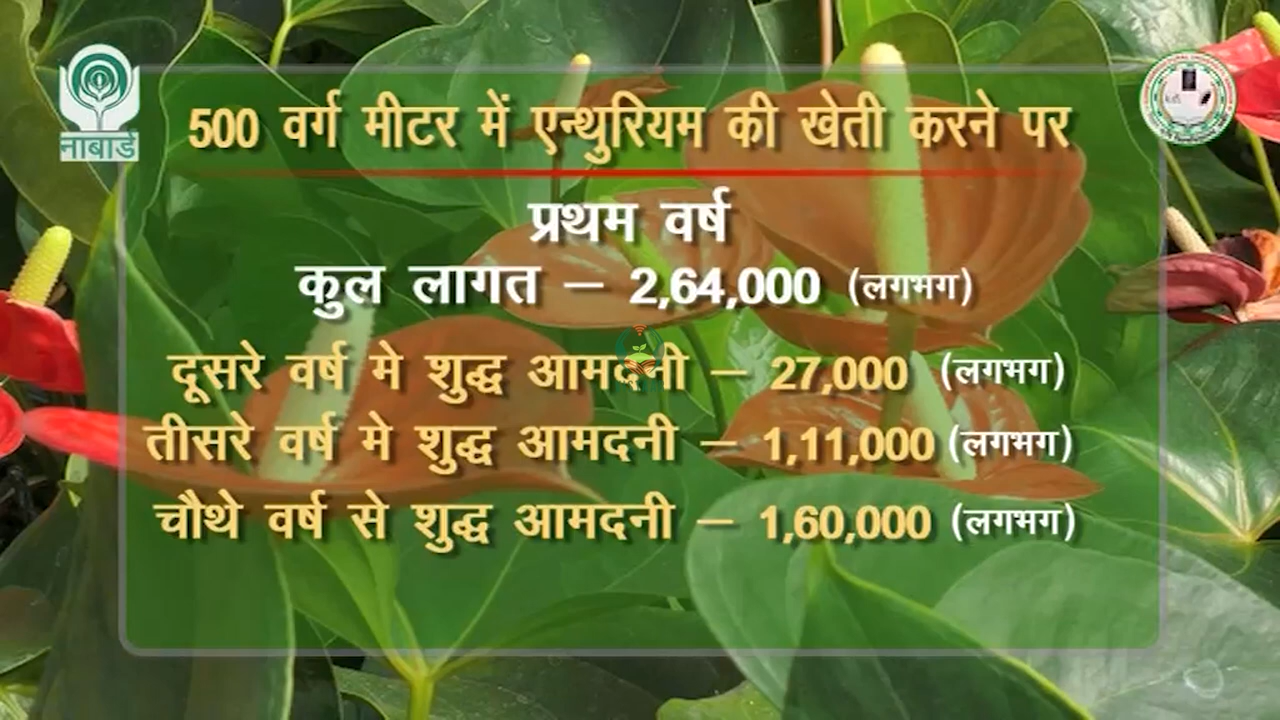 नाबार्ड
500 वर्ग मीटर में एन्थुरियम की खेती करने पर
प्रथम वर्ष
कुल लागत – 2,64,000 (लगभग)
दूसरे वर्ष मे शुद्ध आमदनी – 27,000 (लगभग)
तीसरे वर्ष मे शुद्ध आमदनी – 1,11,000 (लगभग)
चौथे वर्ष से शुद्ध आमदनी – 1,60,000 (लगभग)